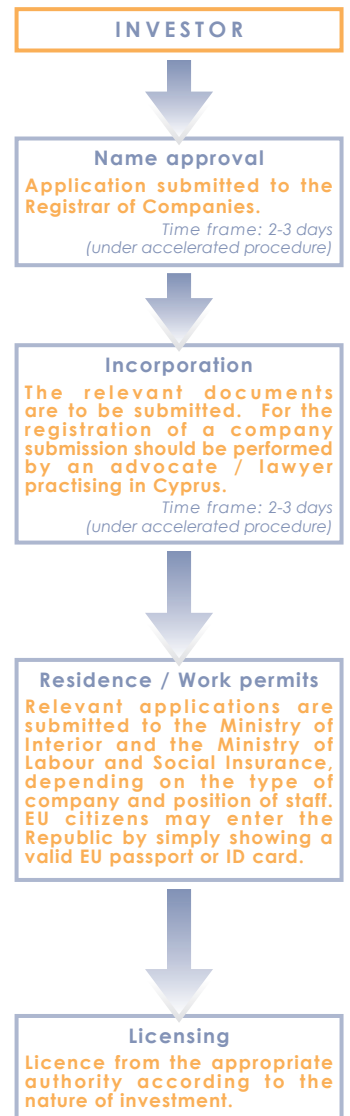 INVESTOR
Name approval
Application submitted to the
Registrar of Companies.
Time frame: 2-3 days
(under accelerated procedure)
Incorporation
The relevant documents
are to be submitted. For the
registration of a company
submission should be performed
by an advocate / lawyer
practising in Cyprus.
Time frame: 2-3 days
(under accelerated procedure)
Residence / Work permits
Relevant applications are
submitted to the Ministry of
Interior and the Ministry of
Labour and Social Insurance,
depending on the type of
company and position of staff.
EU citizens may enter the
Republic by simply showing a
valid EU passport or ID card.
Licensing
Licence from the appropriate
authority according to the
nature of investment.